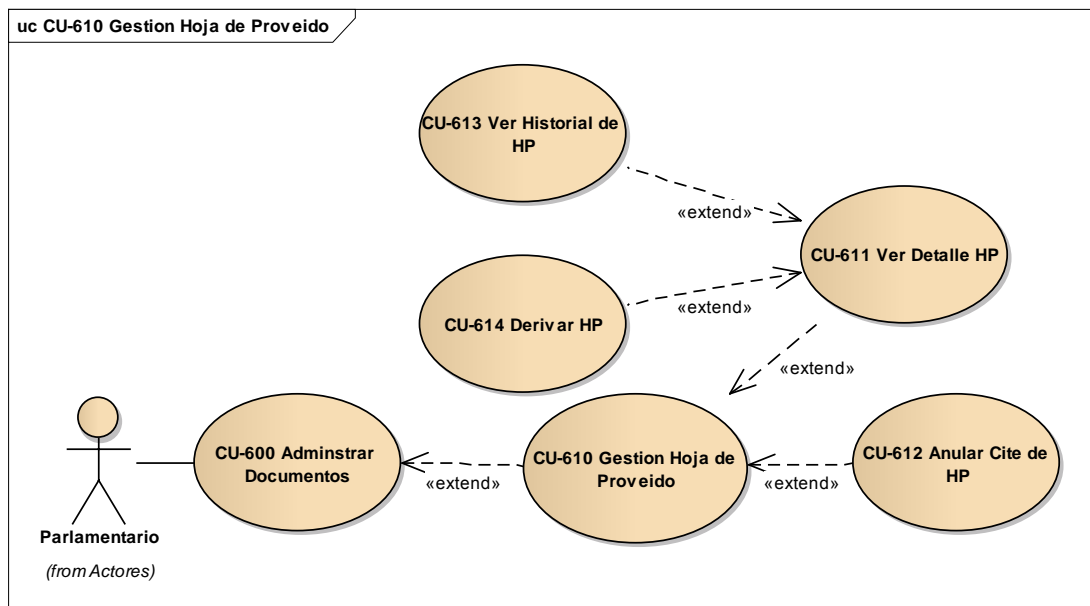 uc CU-610 Gestion Hoja de Proveido
CU-613 Ver Historial de
HP
«extend»
CU-611 Ver Detalle HP
CU-614 Derivar HP
«extend»
«extend»
CU-600 Adminstrar
Documentos
«extend»
CU-610 Gestion Hoja de
Proveido
«extend»
CU-612 Anular Cite de
HP
Parlamentario
(from Actores)